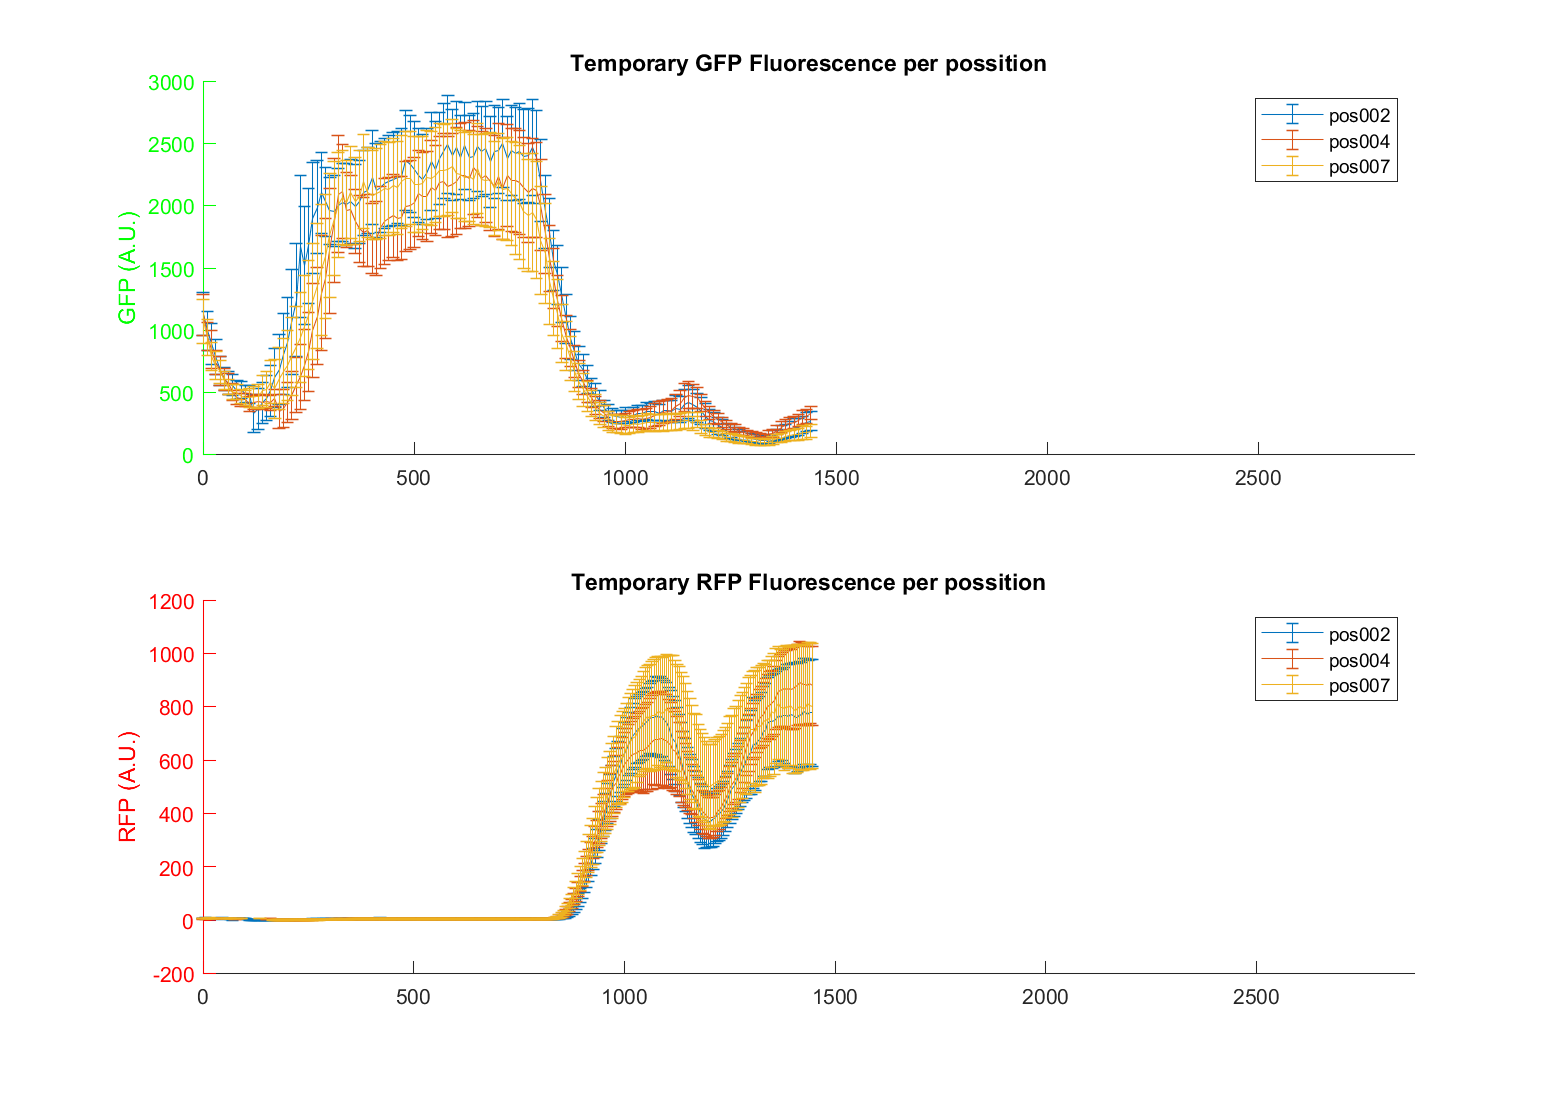 Temporary GFP Fluorescence per possition
3000
2500
2000
1500
1000
500
0
GFP (A.U.)
0 500 1000 1500 2000 2500
pos002
pos004
pos007
Temporary RFP Fluorescence per possition
1200
1000
800
600
400
200
0
-200
RFP (A.U.)
0 500 1000 1500 2000 2500
pos002
pos004
pos007